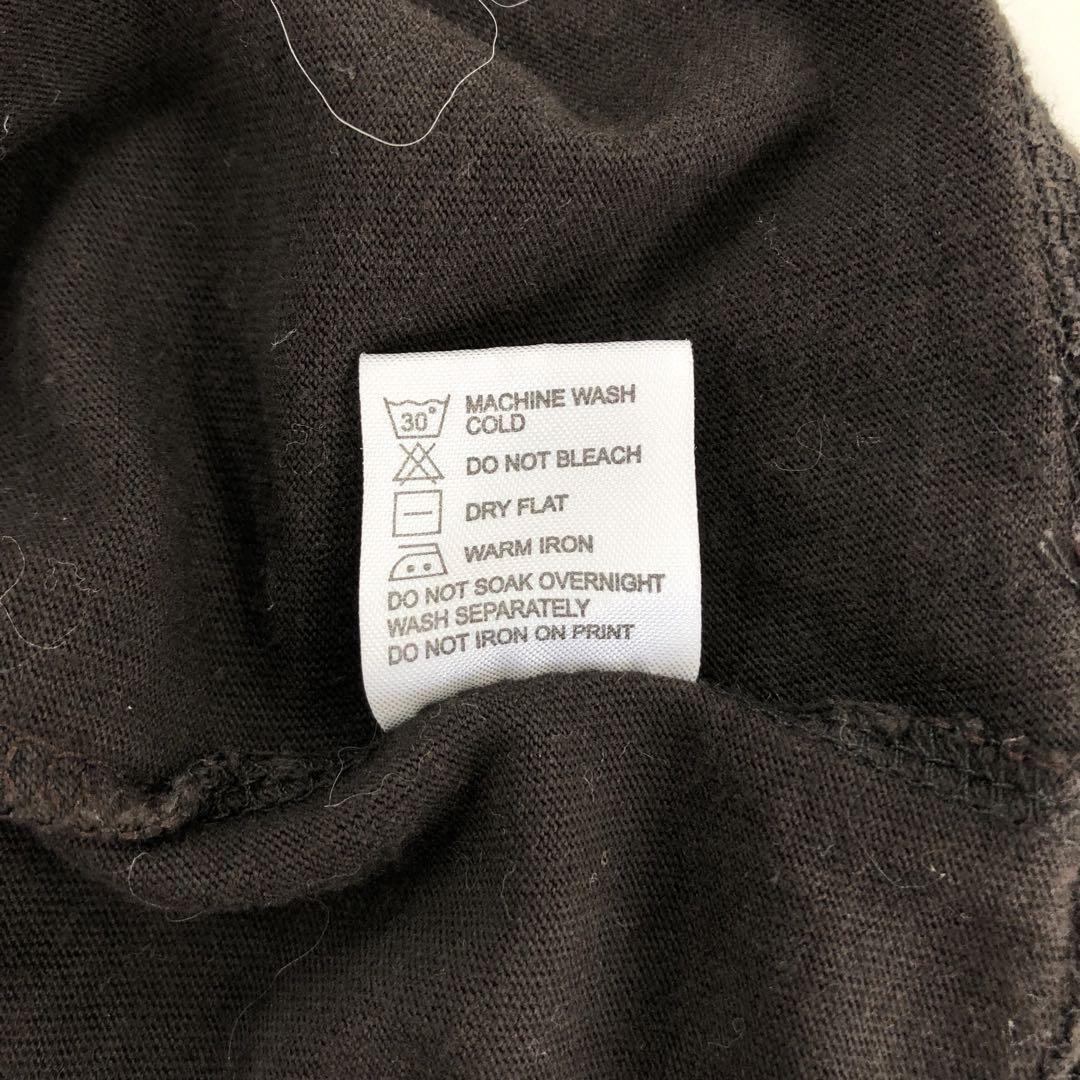 30°
MACHINE WASH
COLD
DO NOT BLEACH
DRY FLAT
WARM IRON
DO NOT SOAK OVERNIGHT
WASH SEPARATELY
DO NOT IRON ON PRINT